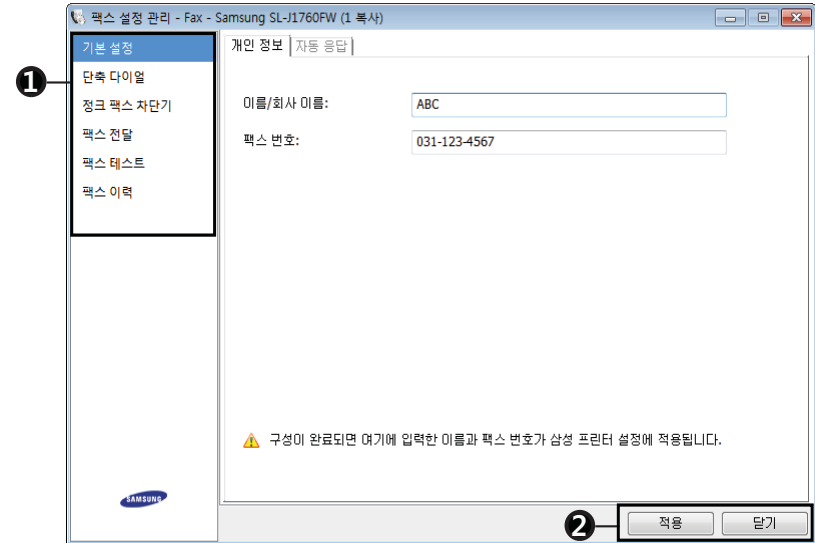 팩스 설정 관리 - Fax - Samsung SL-J1760FW (1 복사)
기본 설정
단축 다이얼
정크 팩스 차단기
팩스 전달
팩스 테스트
팩스 이력
1
개인 정보 자동 응답
이름/회사 이름: ABC
팩스 번호: 031-123-4567
구성이 완료되면 여기에 입력한 이름과 팩스 번호가 삼성 프린터 설정에 적용됩니다.
SAMSUNG
2
적용 닫기